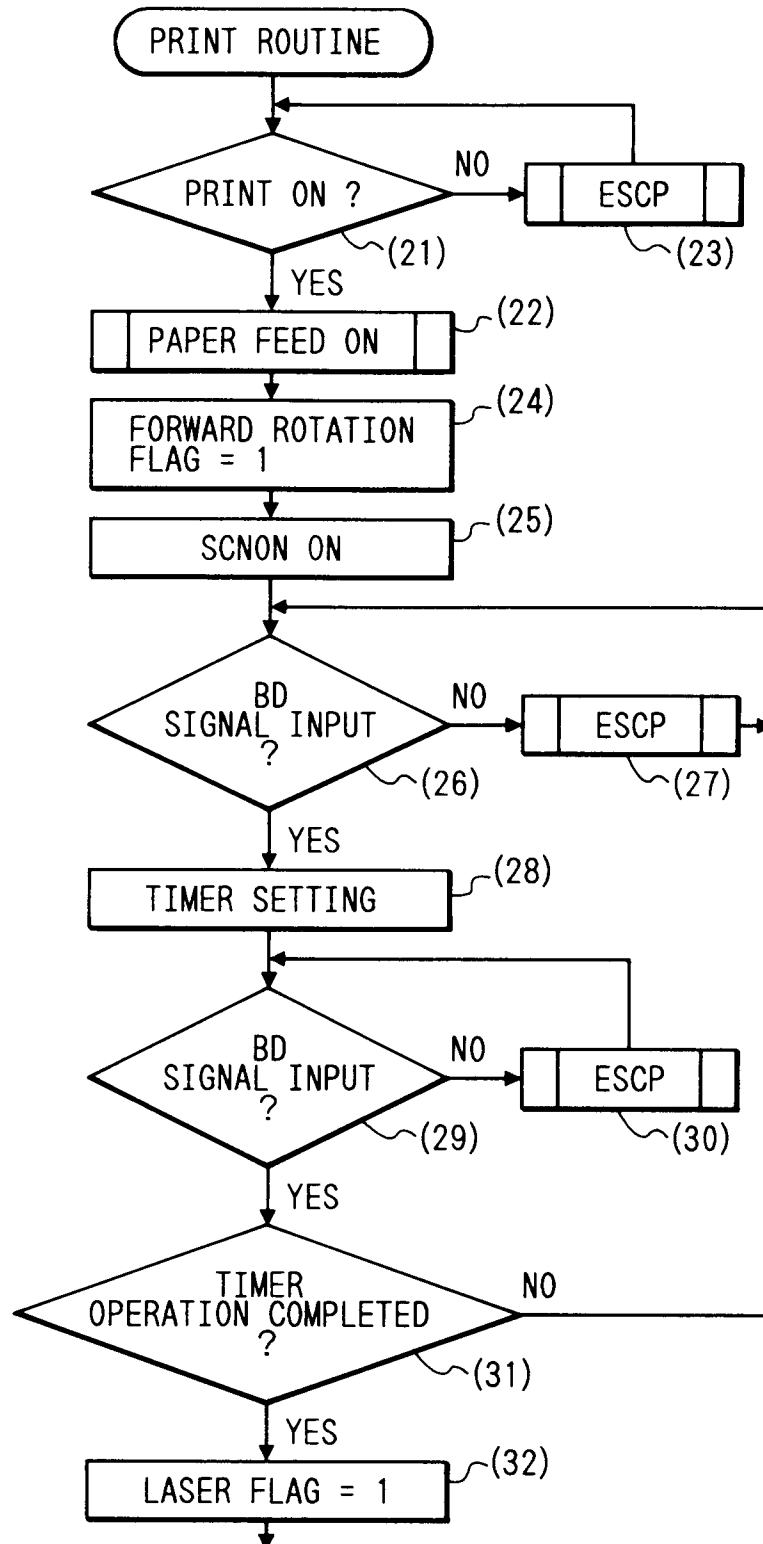 PRINT ROUTINE
PRINT ON ?
NO
ESCP
(21)
(23)
YES
PAPER FEED ON
(22)
FORWARD ROTATION
FLAG = 1
(24)
SCNON ON
(25)
BD
SIGNAL INPUT
?
NO
ESCP
(26)
(27)
YES
TIMER SETTING
(28)
BD
SIGNAL INPUT
?
NO
ESCP
(29)
(30)
YES
TIMER
OPERATION COMPLETED
?
NO
(31)
YES
LASER FLAG = 1
(32)